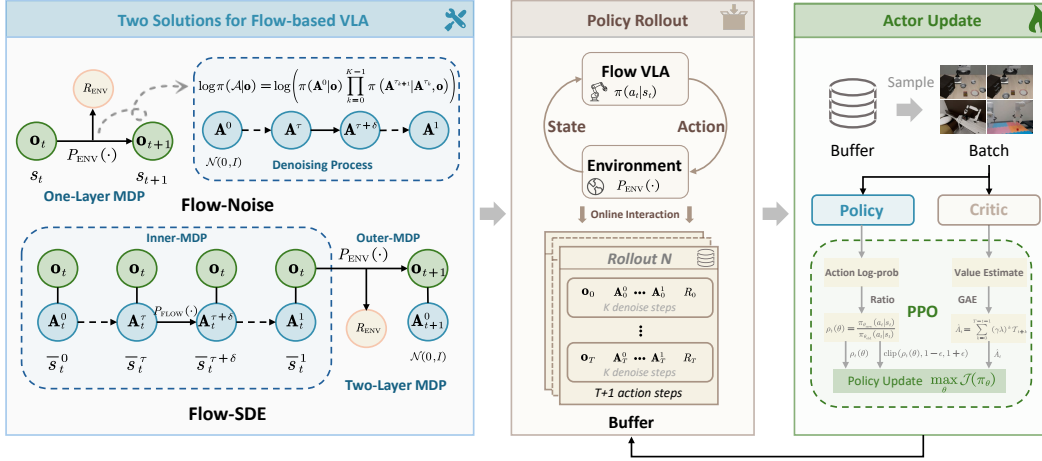 Two Solutions for Flow-based VLA
log π(𝒜|o) = log( π(A⁰|o) ∏_{k=0}^{K−1} π(A^{τ_{k+1}}|A^{τ_k}, o) )
R_ENV
A⁰ A^τ A^{τ+δ} A¹
o_t o_{t+1}
P_ENV(·)
𝒩(0, I)
Denoising Process
s_t s_{t+1}
One-Layer MDP
Flow-Noise
Inner-MDP Outer-MDP
P_ENV(·)
o_t o_t o_t o_t o_{t+1}
P_FLOW(·)
A_t^0 A_t^τ A_t^{τ+δ} A_t^1 R_ENV A_{t+1}^0
s̄_t^0 s̄_t^τ s̄_t^{τ+δ} s̄_t^1 𝒩(0, I)
Two-Layer MDP
Flow-SDE
Policy Rollout
Flow VLA
π(a_t|s_t)
State Action
Environment
P_ENV(·)
Online Interaction
Rollout N
o_0 A_0^0 ••• A_0^1 R_0
K denoise steps
⋮
o_T A_T^0 ••• A_T^1 R_T
K denoise steps
T+1 action steps
Buffer
Actor Update
Sample
Buffer Batch
Policy Critic
Action Log-prob Value Estimate
Ratio GAE
PPO
ρ_t(θ) =
ρ_t(θ) clip(ρ_t(θ), 1 − ϵ, 1 + ϵ) Â_t
Policy Update max_θ 𝒥(π_θ)